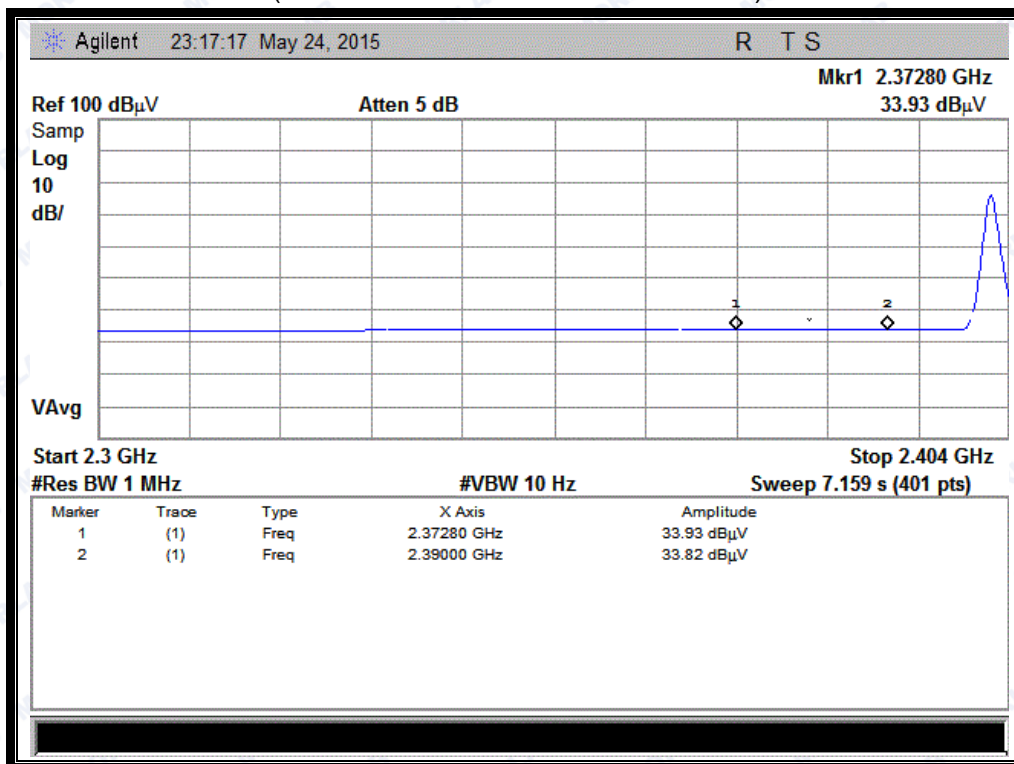 Agilent 23:17:17 May 24, 2015 R T S
Mkr1 2.37280 GHz
Ref 100 dBµV Atten 5 dB 33.93 dBµV
Samp
Log
10
dB/
1 2
VAvg
Start 2.3 GHz Stop 2.404 GHz
#Res BW 1 MHz #VBW 10 Hz Sweep 7.159 s (401 pts)
Marker Trace Type X Axis Amplitude
1 (1) Freq 2.37280 GHz 33.93 dBµV
2 (1) Freq 2.39000 GHz 33.82 dBµV